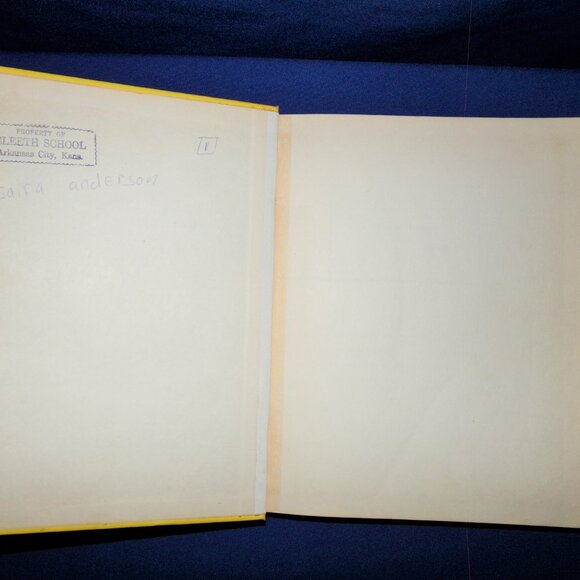 PROPERTY OF
LEETH SCHOOL
Arkansas City, Kans.
1
anderson